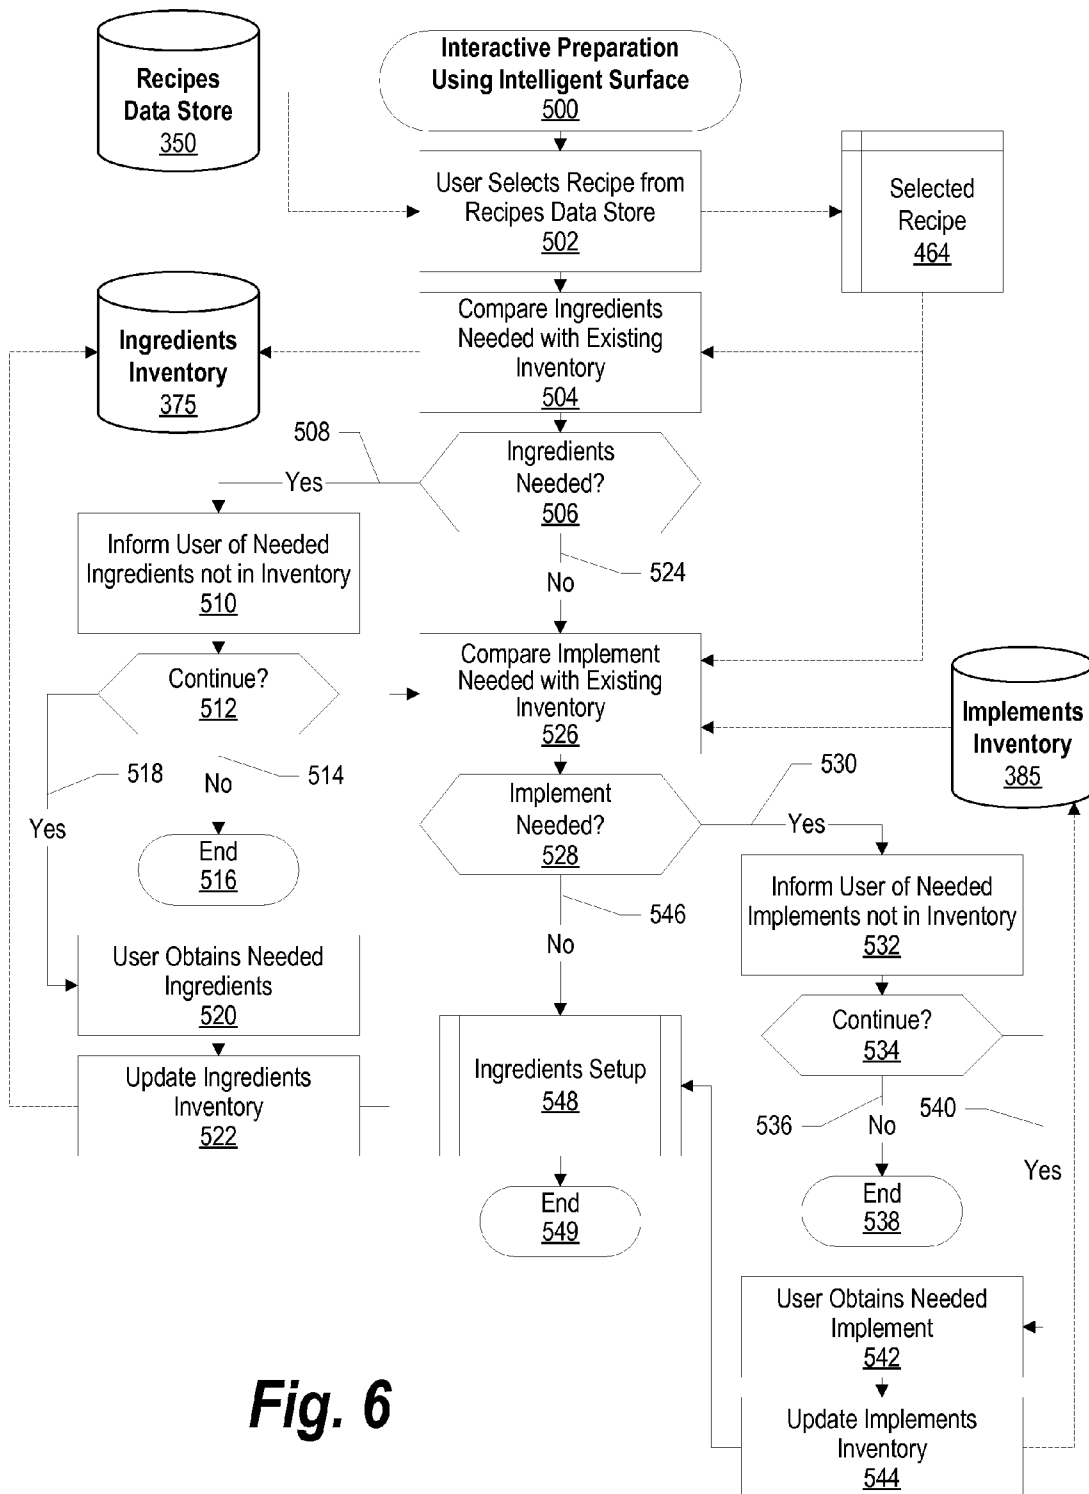 Recipes
Data Store
350
Interactive Preparation
Using Intelligent Surface
500
User Selects Recipe from
Recipes Data Store
502
Selected
Recipe
464
Ingredients
Inventory
375
Compare Ingredients
Needed with Existing
Inventory
504
508
Yes
Ingredients
Needed?
506
524
No
Inform User of Needed
Ingredients not in Inventory
510
Continue?
512
518
514
No
Yes
End
516
Compare Implement
Needed with Existing
Inventory
526
Implements
Inventory
385
530
Implement
Needed?
528
Yes
546
No
Inform User of Needed
Implements not in Inventory
532
User Obtains Needed
Ingredients
520
Update Ingredients
Inventory
522
Ingredients Setup
548
Continue?
534
536
No
540
Yes
End
549
End
538
User Obtains Needed
Implement
542
Update Implements
Inventory
544
Fig. 6